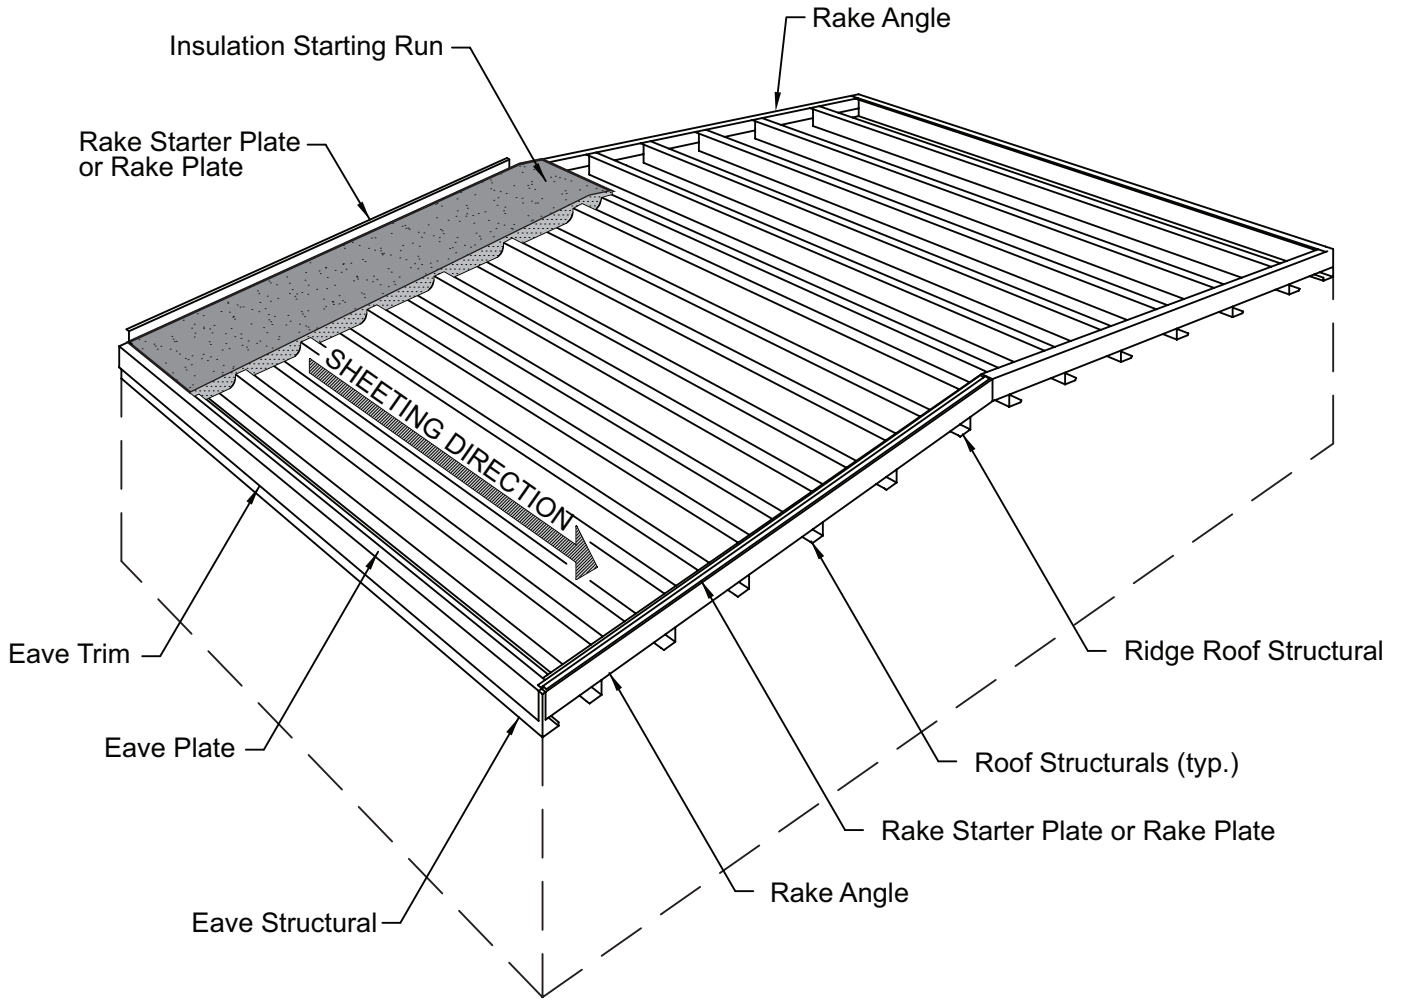 Rake Angle
Insulation Starting Run
Rake Starter Plate
or Rake Plate
SHEETING DIRECTION
Eave Trim
Ridge Roof Structural
Eave Plate
Roof Structurals (typ.)
Rake Starter Plate or Rake Plate
Rake Angle
Eave Structural